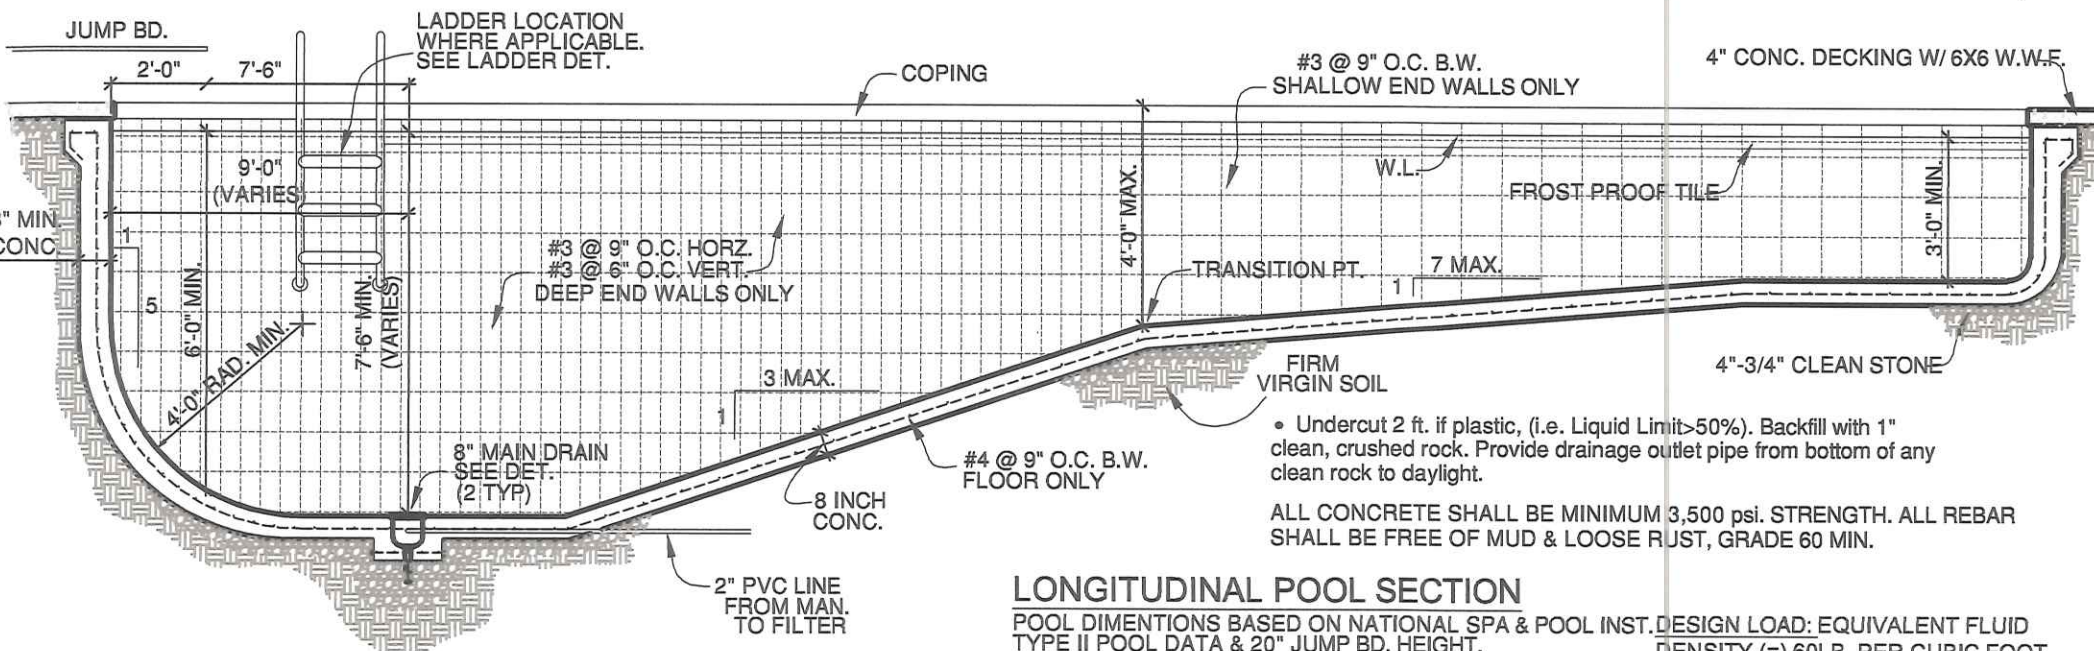 JUMP BD.
2'-0"
7'-6"
LADDER LOCATION
WHERE APPLICABLE.
SEE LADDER DET.
COPING
#3 @ 9" O.C. B.W.
SHALLOW END WALLS ONLY
4" CONC. DECKING W/ 6X6 W.W.F.
9'-0"
(VARIES
W.L.
FROST PROOF TILE
3'-0" MIN.
4'-0" MAX.
" MIN
CONC
1
5
6'-0" MIN.
7'-6" MIN.
(VARIES)
4'-0" RAD. MIN.
#3 @ 9" O.C. HORZ.
#3 @ 6" O.C. VERT.
DEEP END WALLS ONLY
TRANSITION PT.
7 MAX.
1
3 MAX.
1
FIRM
VIRGIN SOIL
4"-3/4" CLEAN STONE
8" MAIN DRAIN
SEE DET.
(2 TYP)
8 INCH
CONC.
#4 @ 9" O.C. B.W.
FLOOR ONLY
• Undercut 2 ft. if plastic, (i.e. Liquid Limit>50%). Backfill with 1"
clean, crushed rock. Provide drainage outlet pipe from bottom of any
clean rock to daylight.
ALL CONCRETE SHALL BE MINIMUM 3,500 psi. STRENGTH. ALL REBAR
SHALL BE FREE OF MUD & LOOSE RUST, GRADE 60 MIN.
2" PVC LINE
FROM MAN.
TO FILTER
LONGITUDINAL POOL SECTION
POOL DIMENTIONS BASED ON NATIONAL SPA & POOL INST.
TYPE II POOL DATA & 20" JUMP BD. HEIGHT.
DESIGN LOAD: EQUIVALENT FLUID
DENSITY (=) 60LB. PER CUBIC FOOT